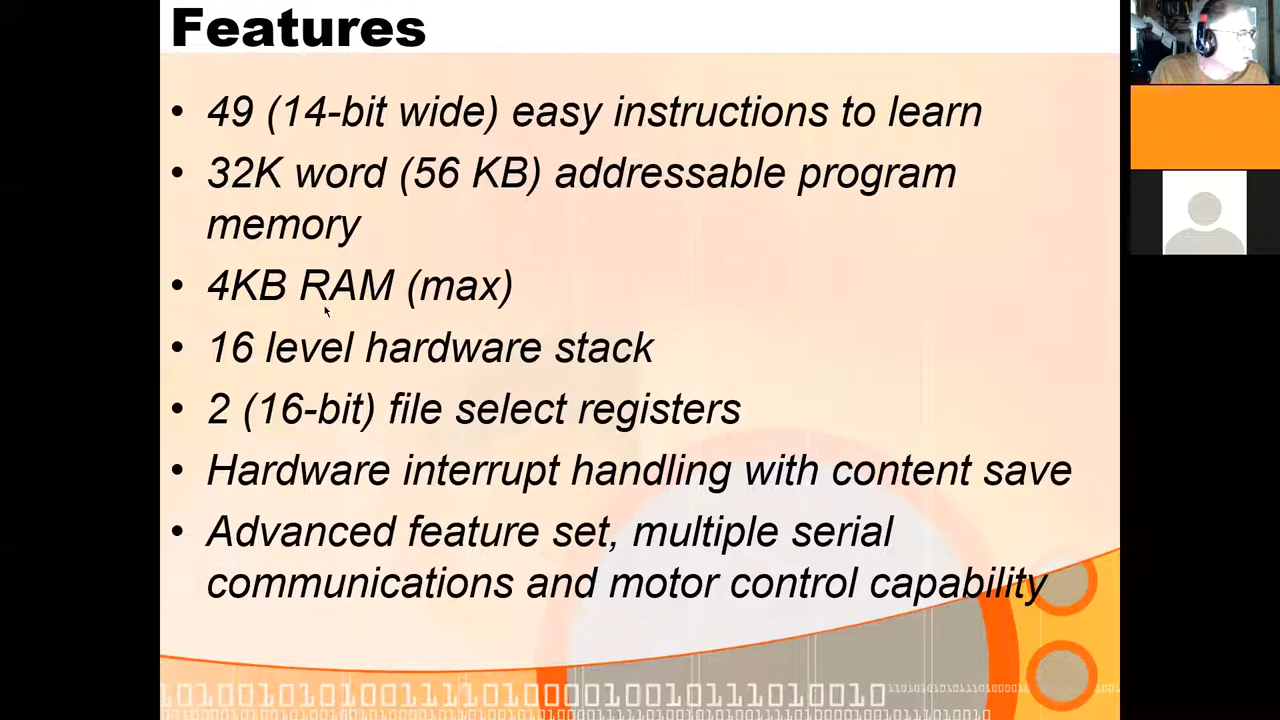 Features
• 49 (14-bit wide) easy instructions to learn
• 32K word (56 KB) addressable program
memory
• 4KB RAM (max)
• 16 level hardware stack
• 2 (16-bit) file select registers
• Hardware interrupt handling with content save
• Advanced feature set, multiple serial
communications and motor control capability